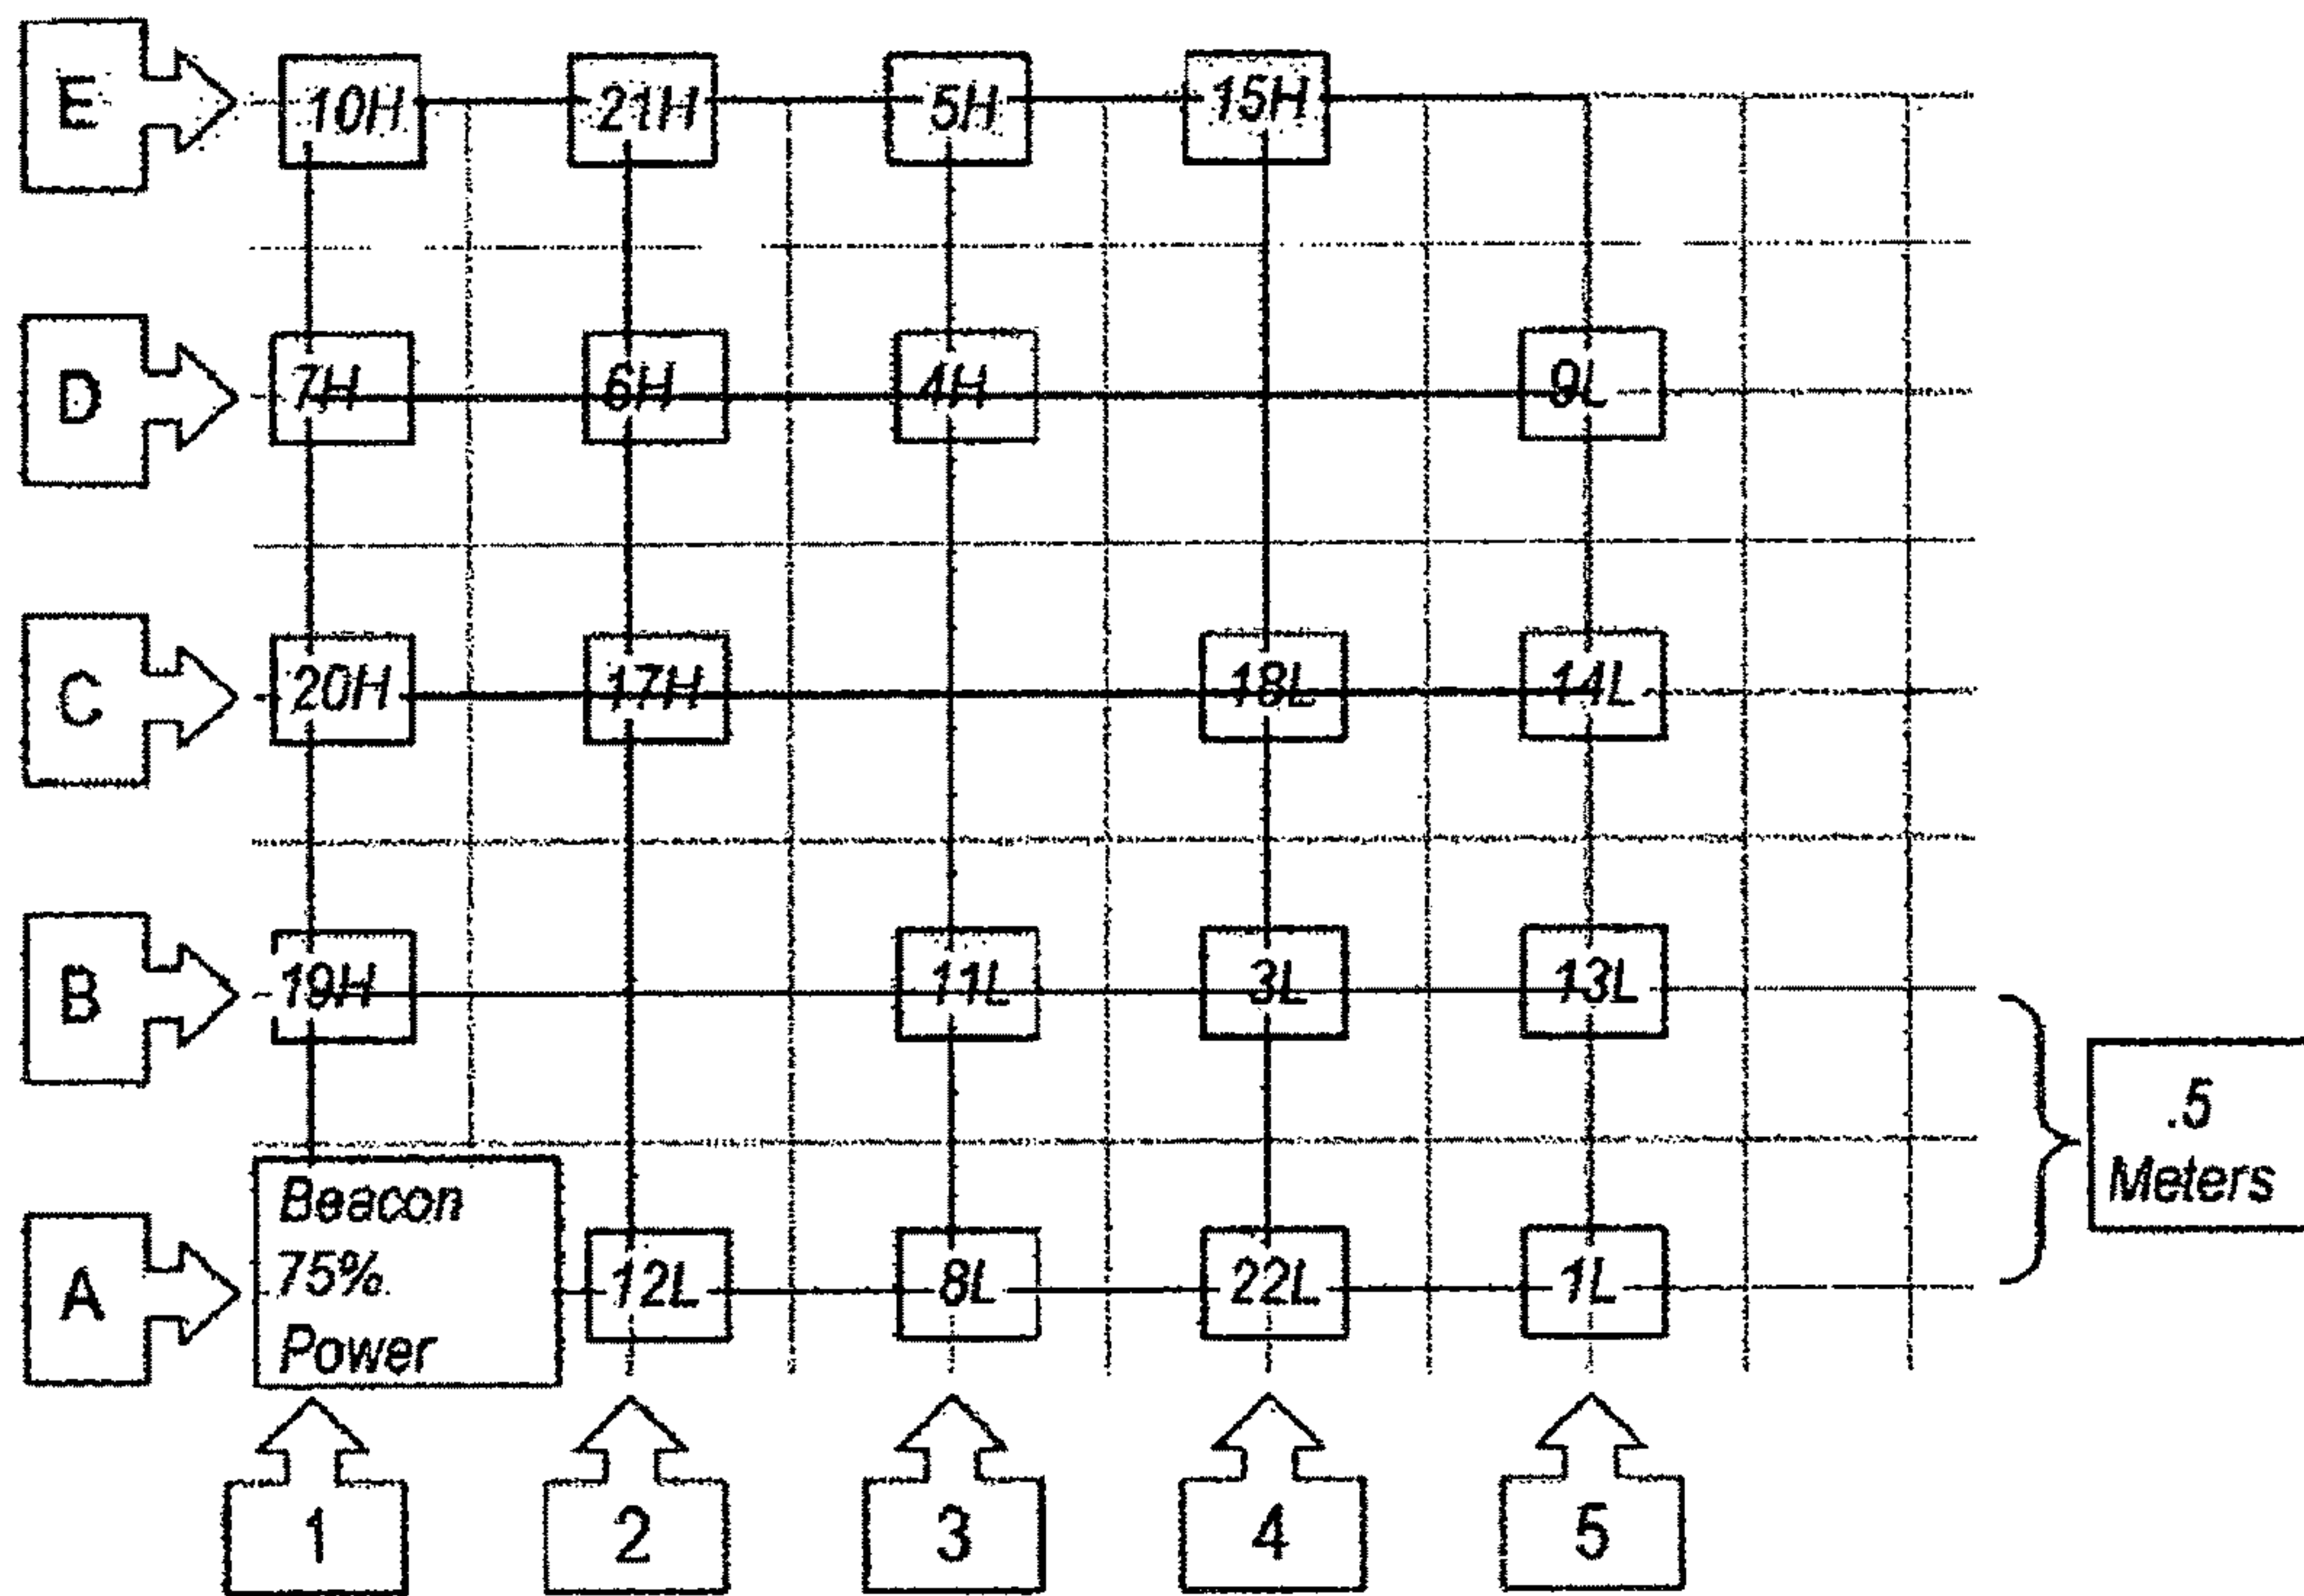 E 10H 21H 5H 15H
D 7H 6H 4H 9L
C 20H 17H 18L 14L
B 19H 11L 3L 13L
.5
Meters
Beacon
75%
Power
A 12L 8L 22L 1L
1 2 3 4 5